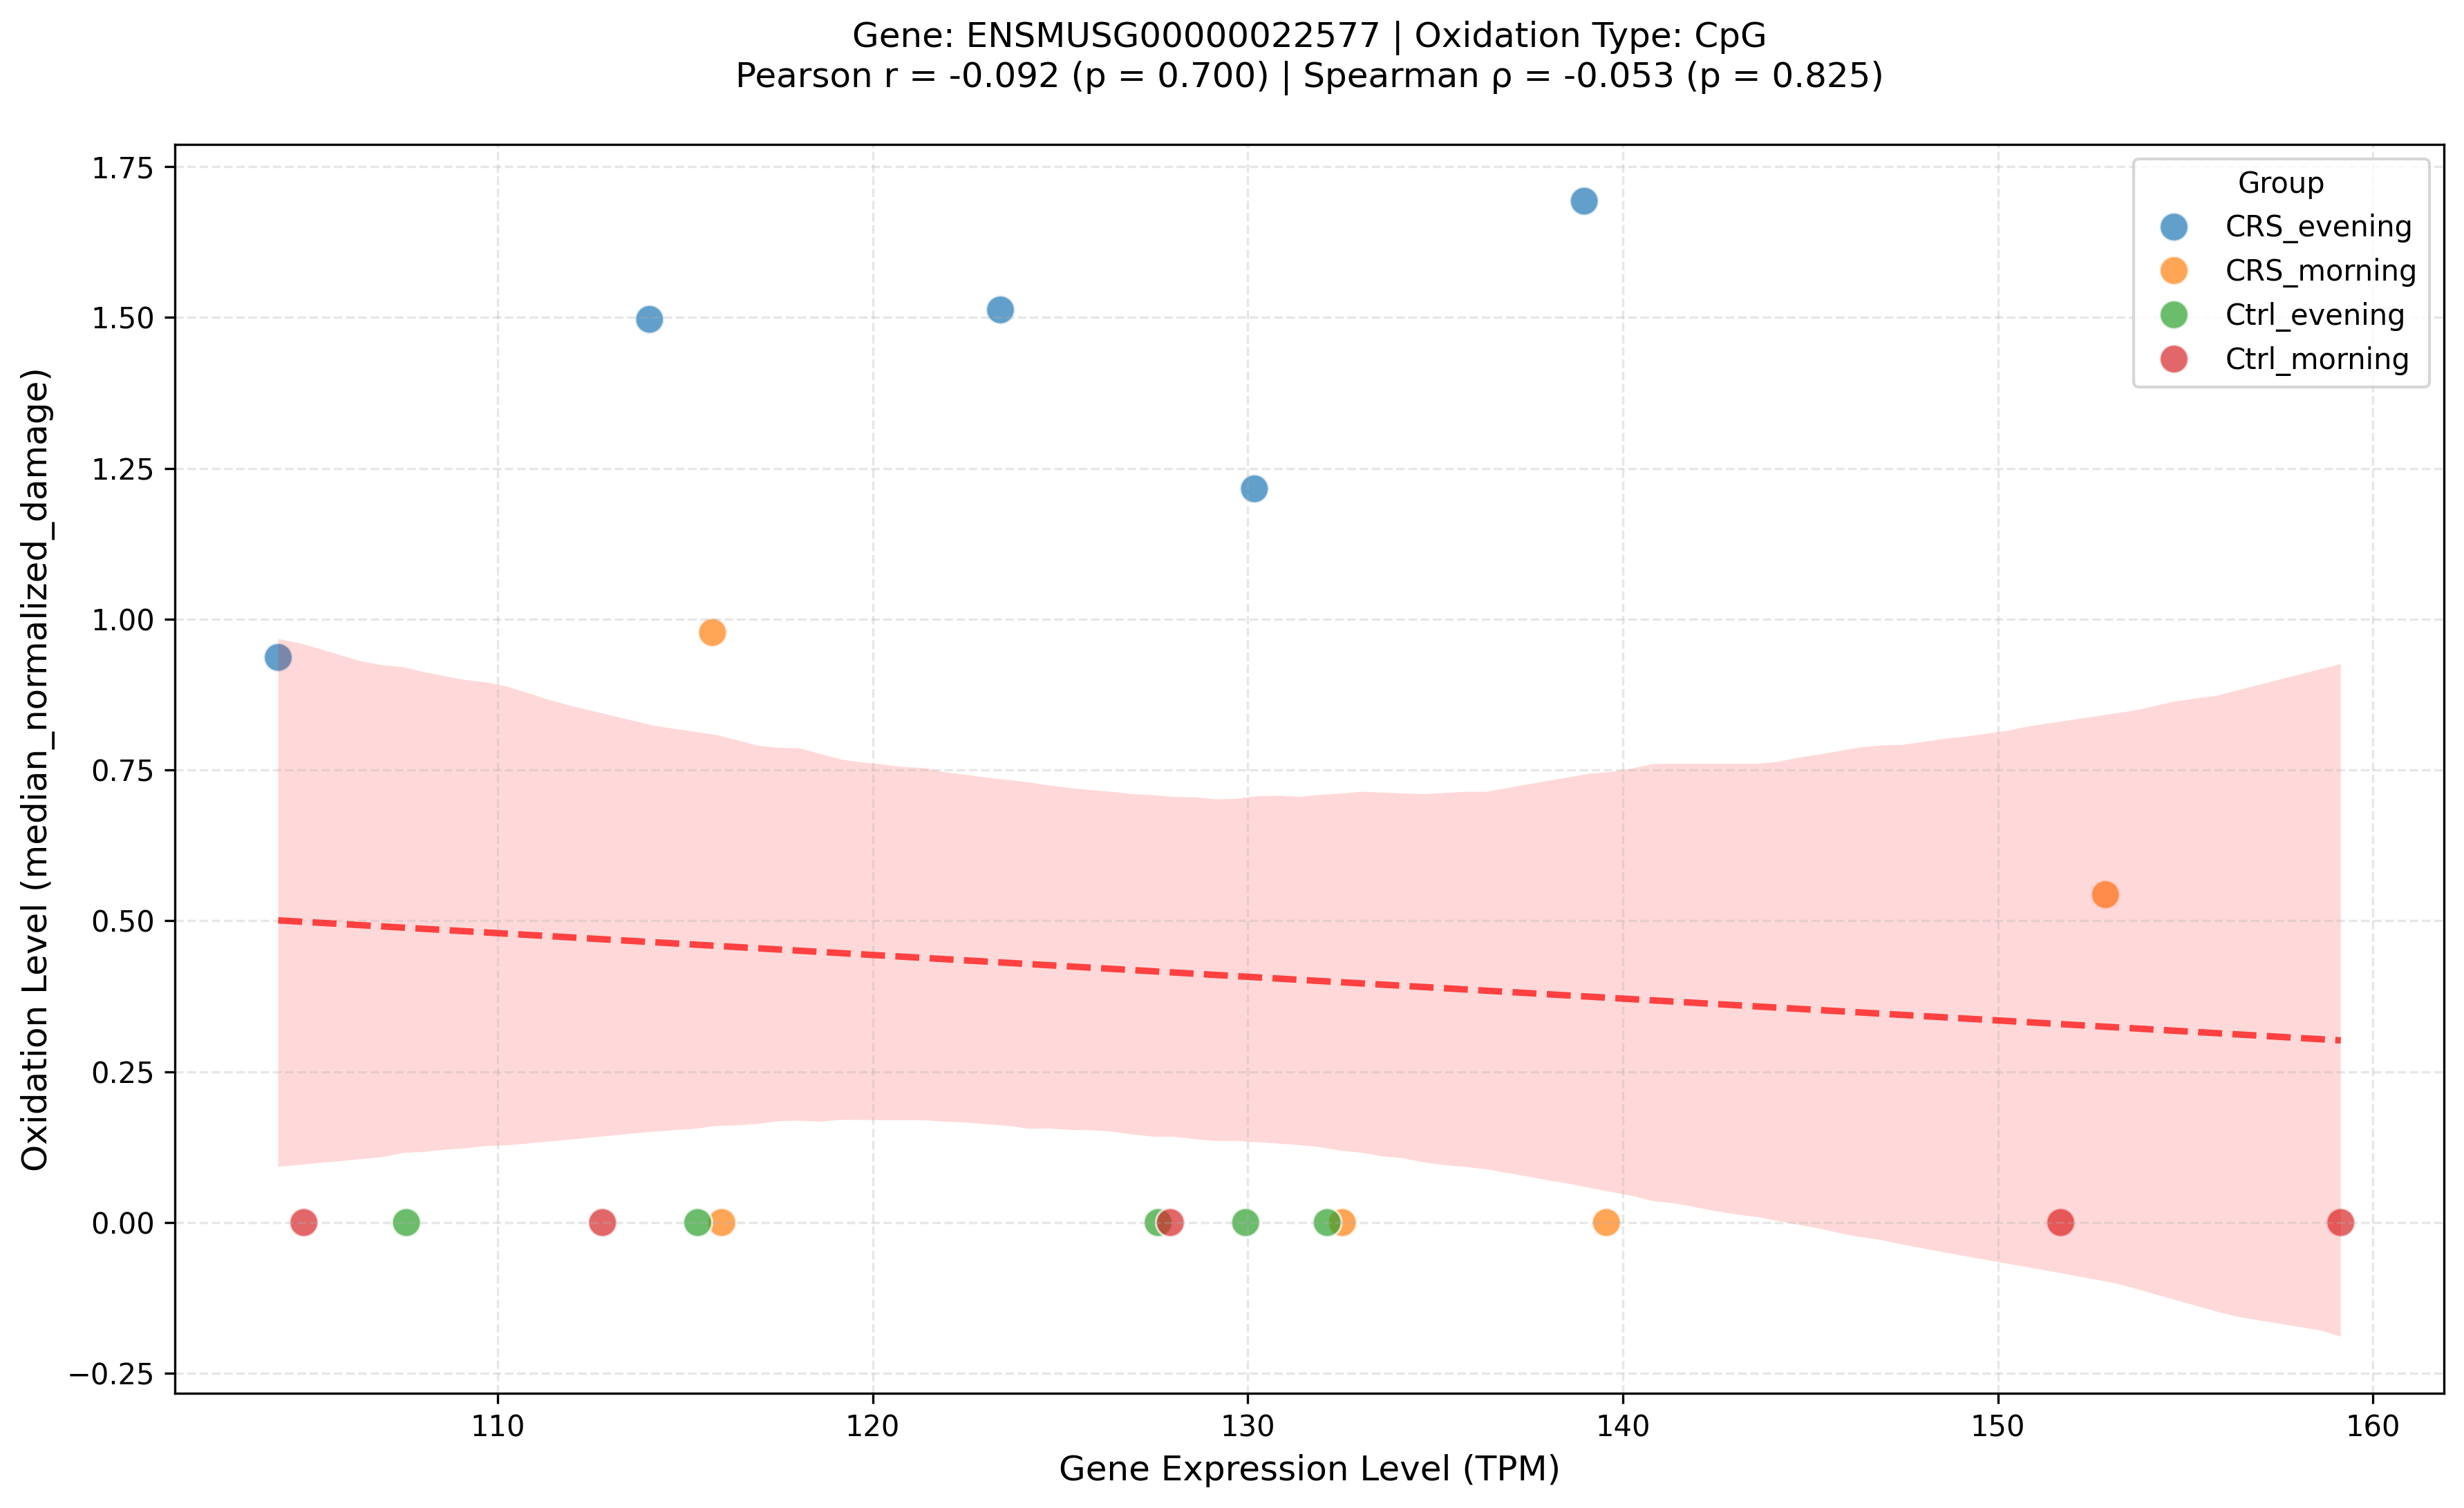 Gene: ENSMUSG00000022577 | Oxidation Type: CpG
Pearson r = -0.092 (p = 0.700) | Spearman ρ = -0.053 (p = 0.825)
Group
CRS_evening
CRS_morning
Ctrl_evening
Ctrl_morning
Oxidation Level (median_normalized_damage)
1.75
1.50
1.25
1.00
0.75
0.50
0.25
0.00
−0.25
110 120 130 140 150 160
Gene Expression Level (TPM)